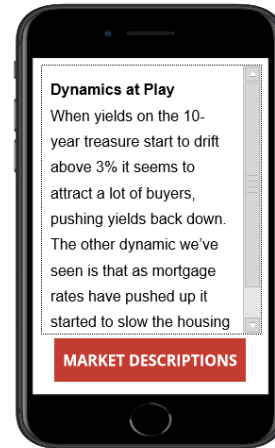 Dynamics at Play
When yields on the 10-
year treasure start to drift
above 3% it seems to
attract a lot of buyers,
pushing yields back down.
The other dynamic we've
seen is that as mortgage
rates have pushed up it
started to slow the housing
MARKET DESCRIPTIONS